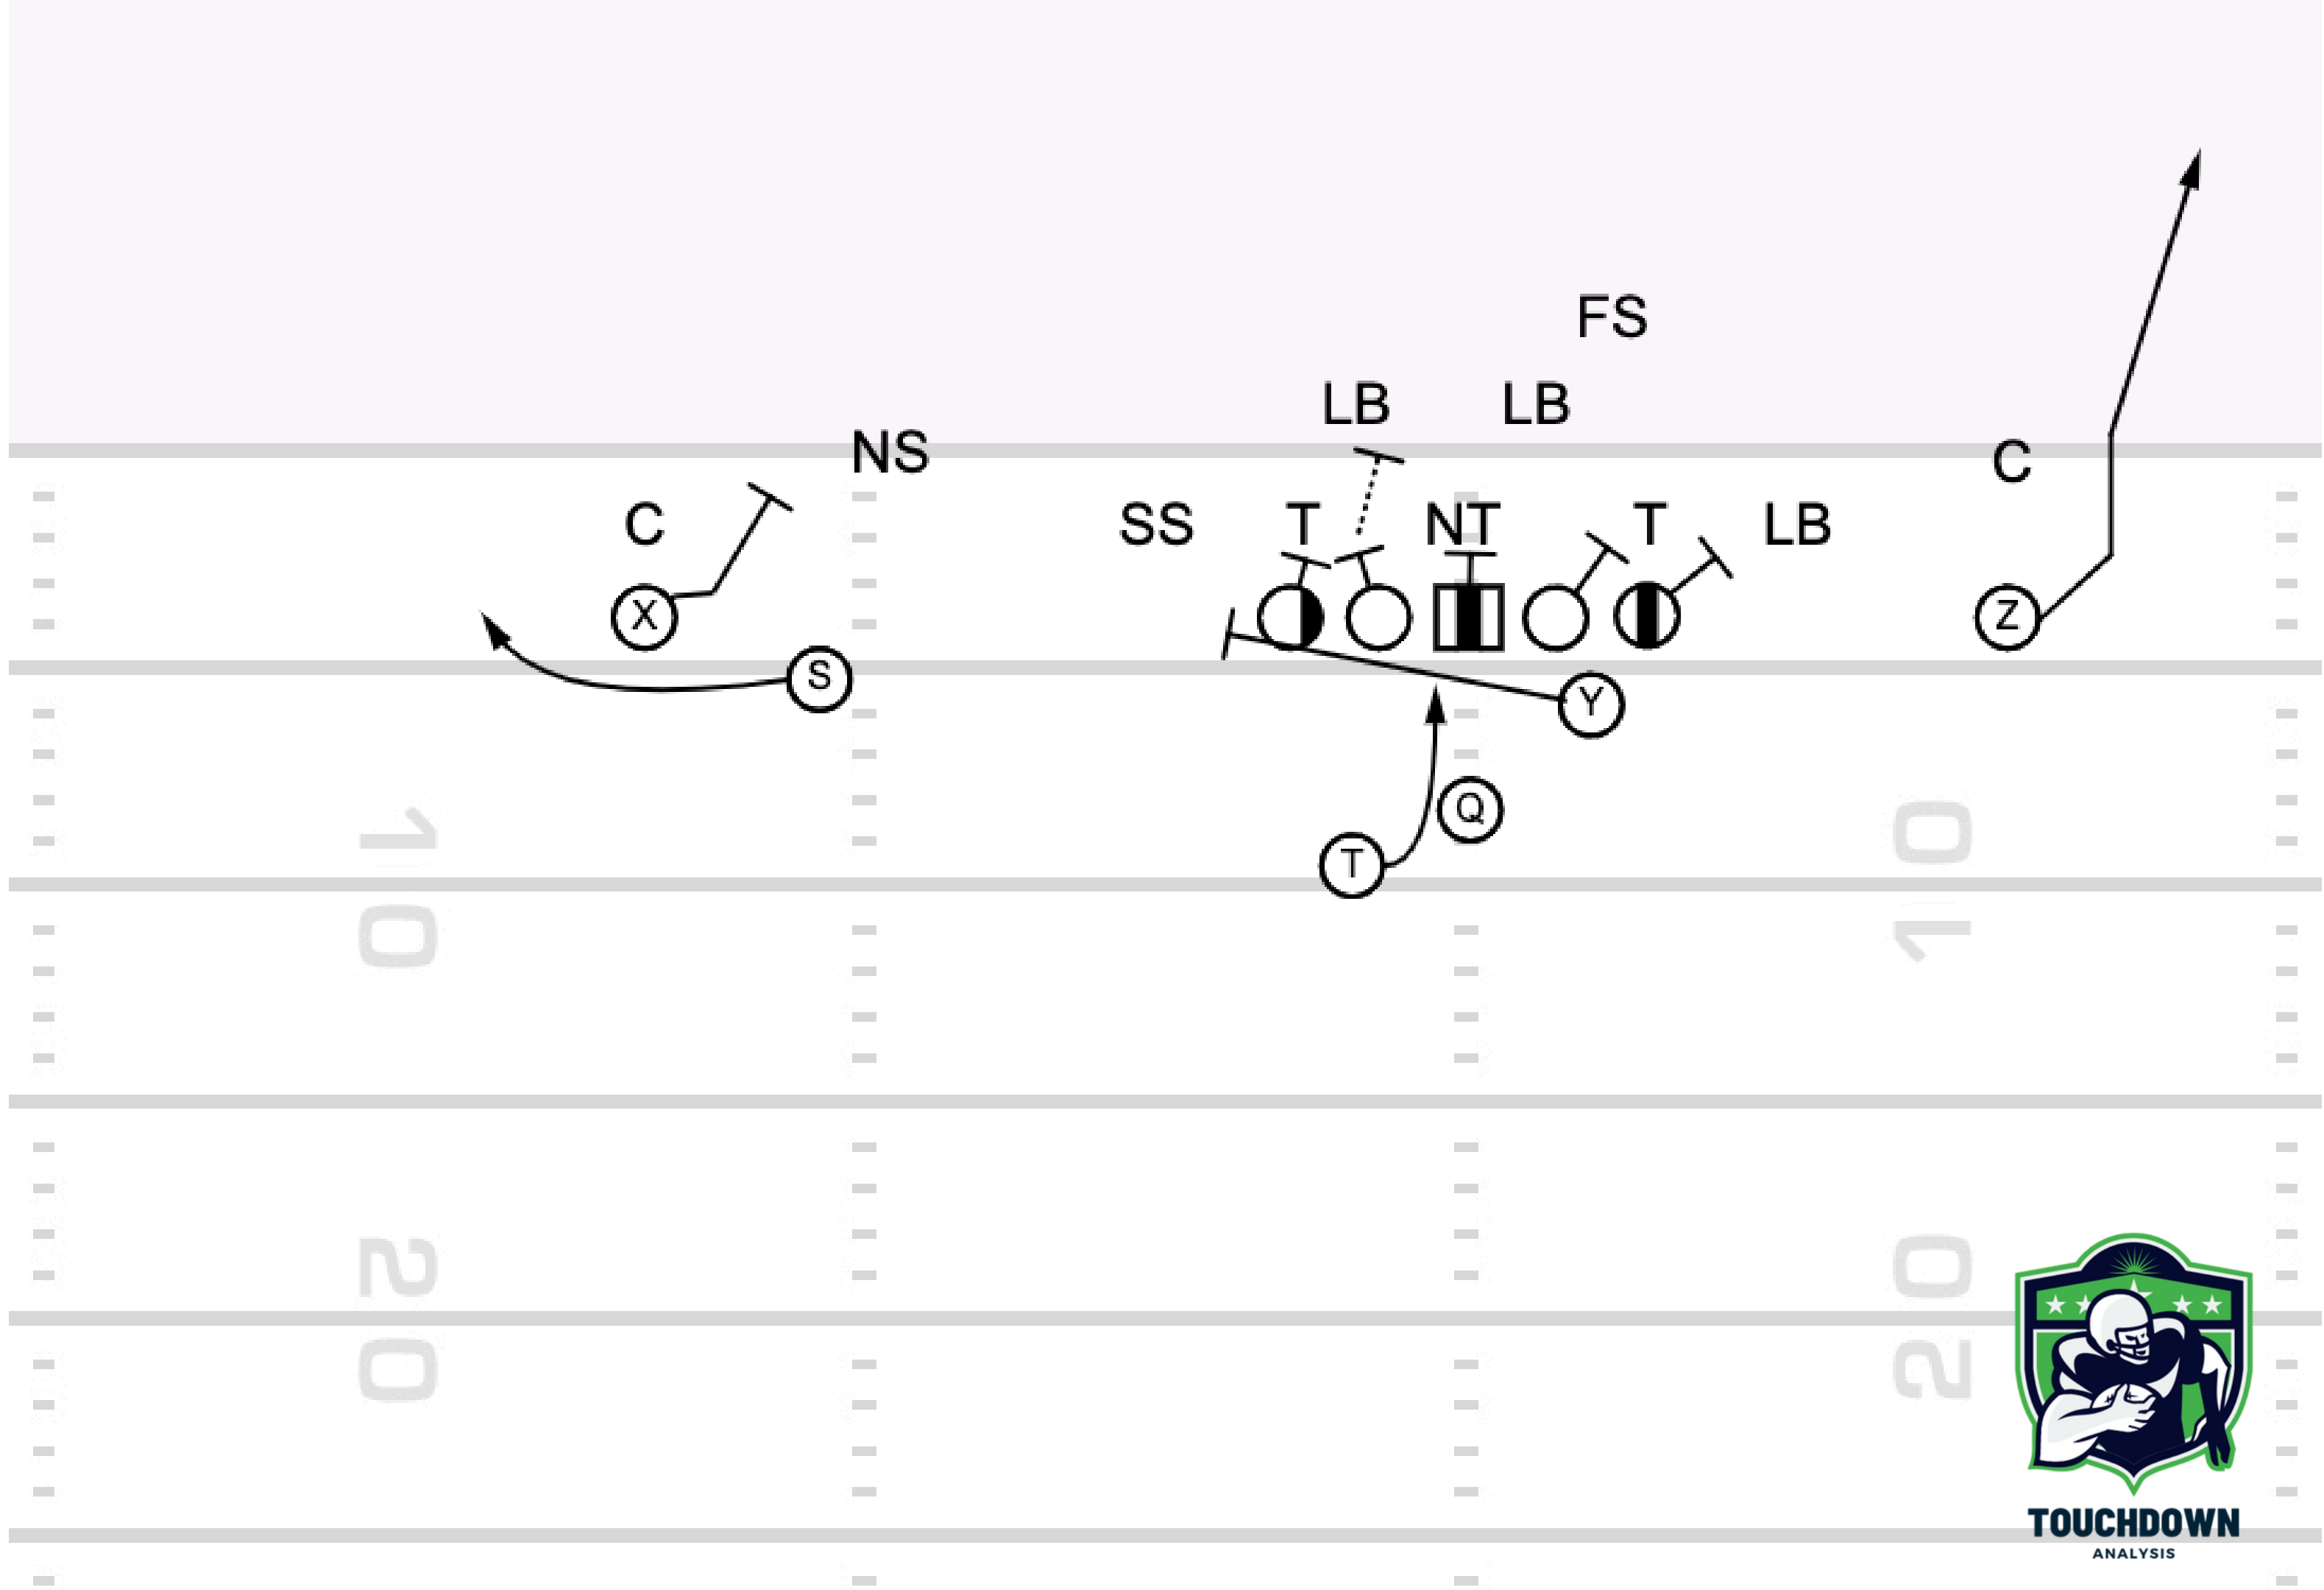 FS
LB LB
NS C
C SS T NT T LB
X Z
S Y
Q
T
10 10
20 20
TOUCHDOWN
ANALYSIS